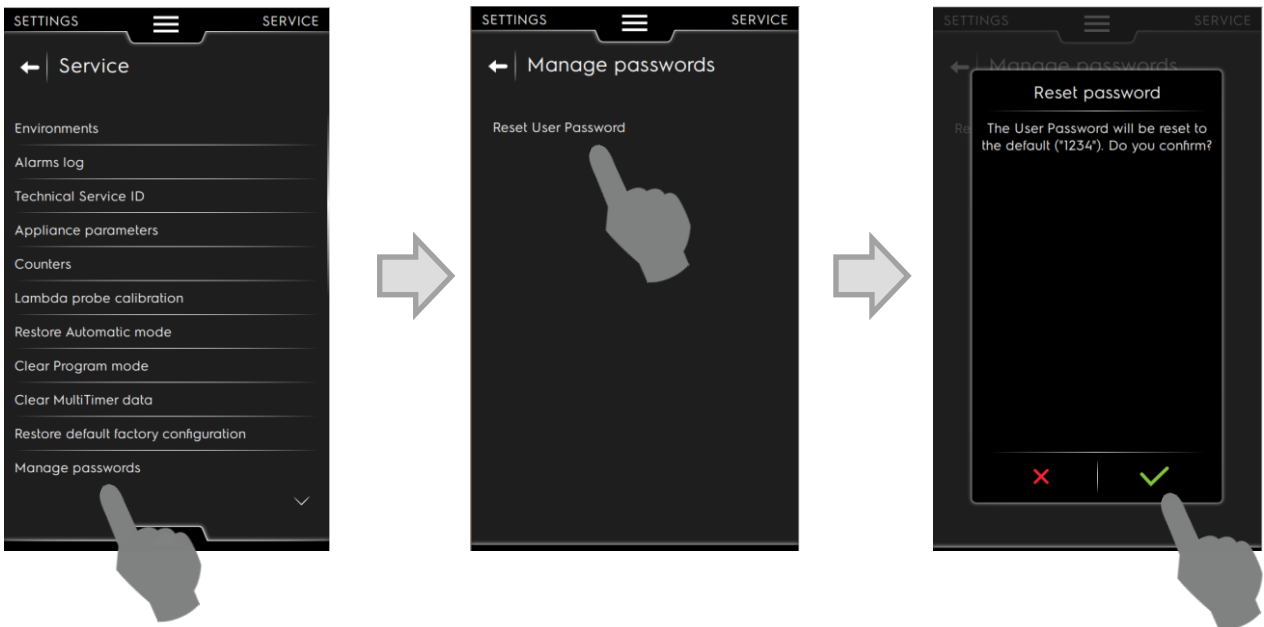 SETTINGS SERVICE
Service
Environments
Alarms log
Technical Service ID
Appliance parameters
Counters
Lambda probe calibration
Restore Automatic mode
Clear Program mode
Clear MultiTimer data
Restore default factory configuration
Manage passwords
SETTINGS SERVICE
Manage passwords
Reset User Password
SETTINGS SERVICE
Manage passwords
Re
Reset password
The User Password will be reset to
the default ("1234"). Do you confirm?